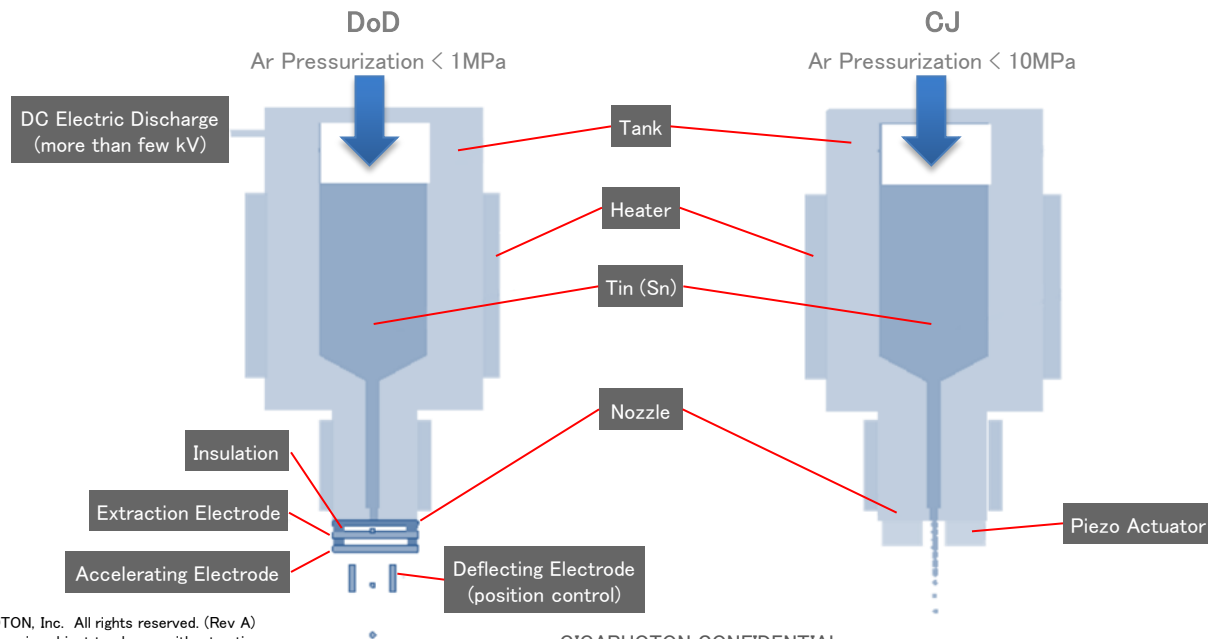 DoD
CJ
Ar Pressurization < 1MPa
Ar Pressurization < 10MPa
DC Electric Discharge
(more than few kV)
Tank
Heater
Tin (Sn)
Nozzle
Insulation
Extraction Electrode
Accelerating Electrode
Deflecting Electrode
(position control)
Piezo Actuator
TON, Inc. All rights reserved. (Rev A)